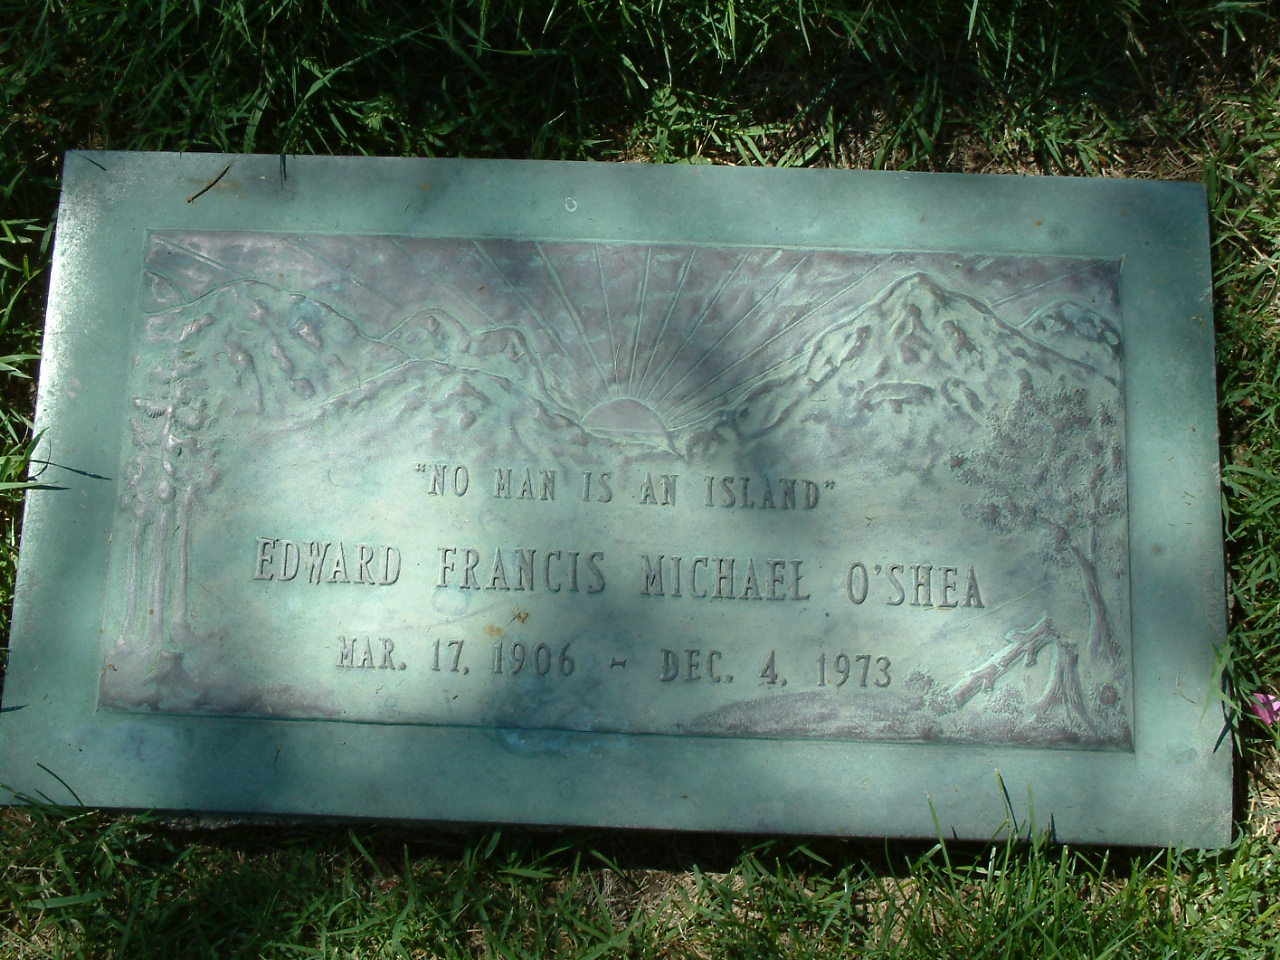 "NO MAN IS AN ISLAND"
EDWARD FRANCIS MICHAEL O'SHEA
MAR. 17, 1906 - DEC. 4, 1973